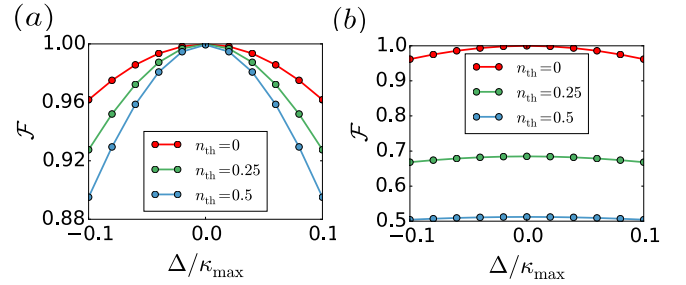 (a)
1.00
0.96
0.92
0.88
ℱ
n_th=0
n_th=0.25
n_th=0.5
−0.1 0.0 0.1
Δ/κ_max
(b)
1.0
0.9
0.8
0.7
0.6
0.5
ℱ
n_th=0
n_th=0.25
n_th=0.5
−0.1 0.0 0.1
Δ/κ_max